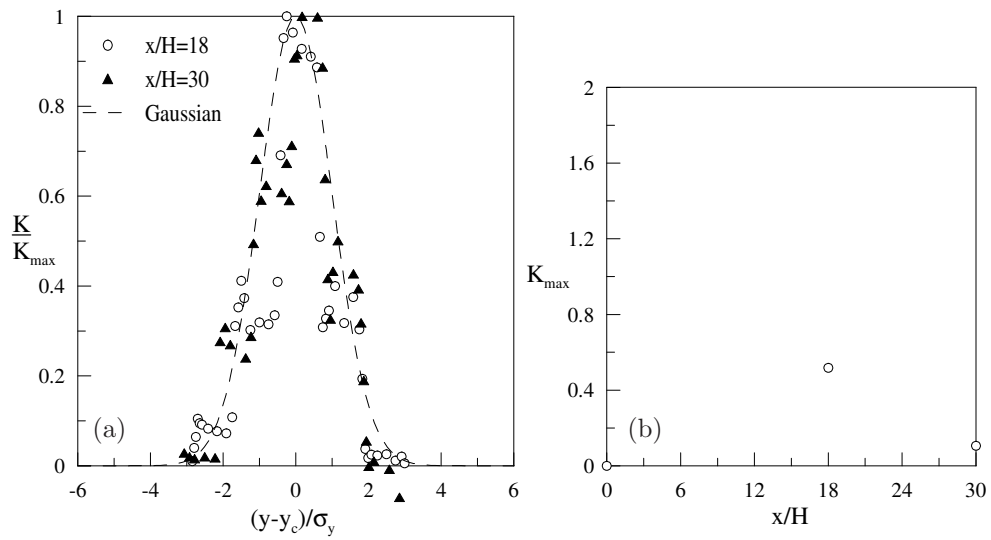 1
0.8
0.6
0.4
0.2
0
K
K_max
x/H=18
x/H=30
Gaussian
(a)
-6 -4 -2 0 2 4 6
(y-y_c)/σ_y
2
1.6
1.2
0.8
0.4
0
K_max
(b)
0 6 12 18 24 30
x/H